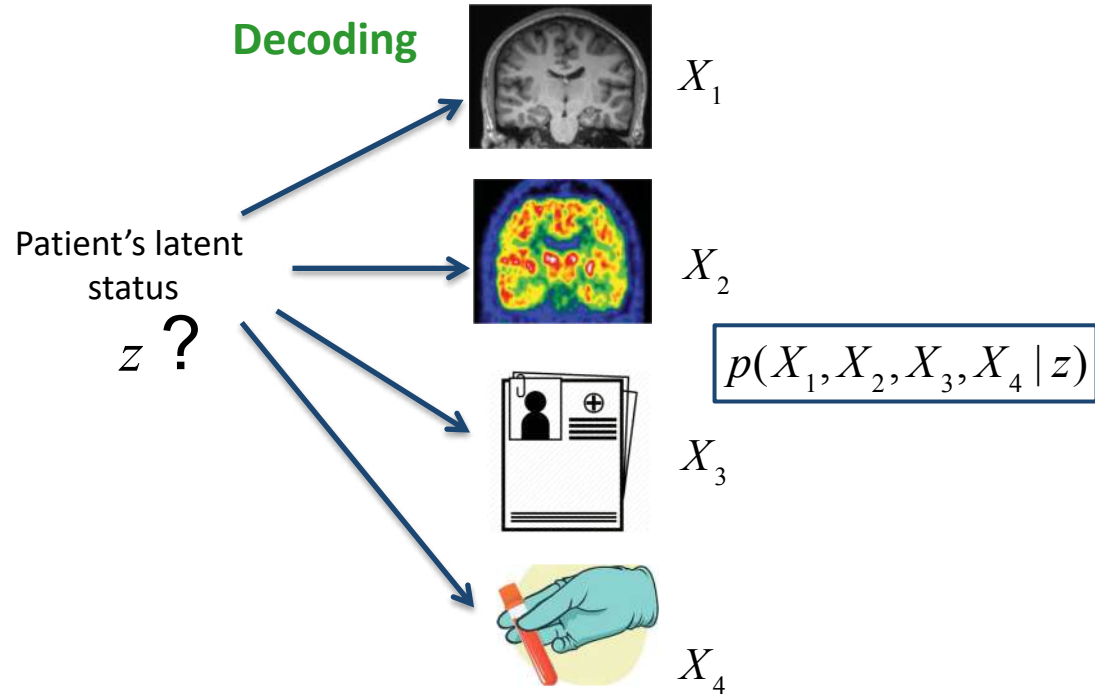 Decoding
X₁
Patient’s latent
status
z ?
X₂
p(X₁, X₂, X₃, X₄ | z)
X₃
X₄